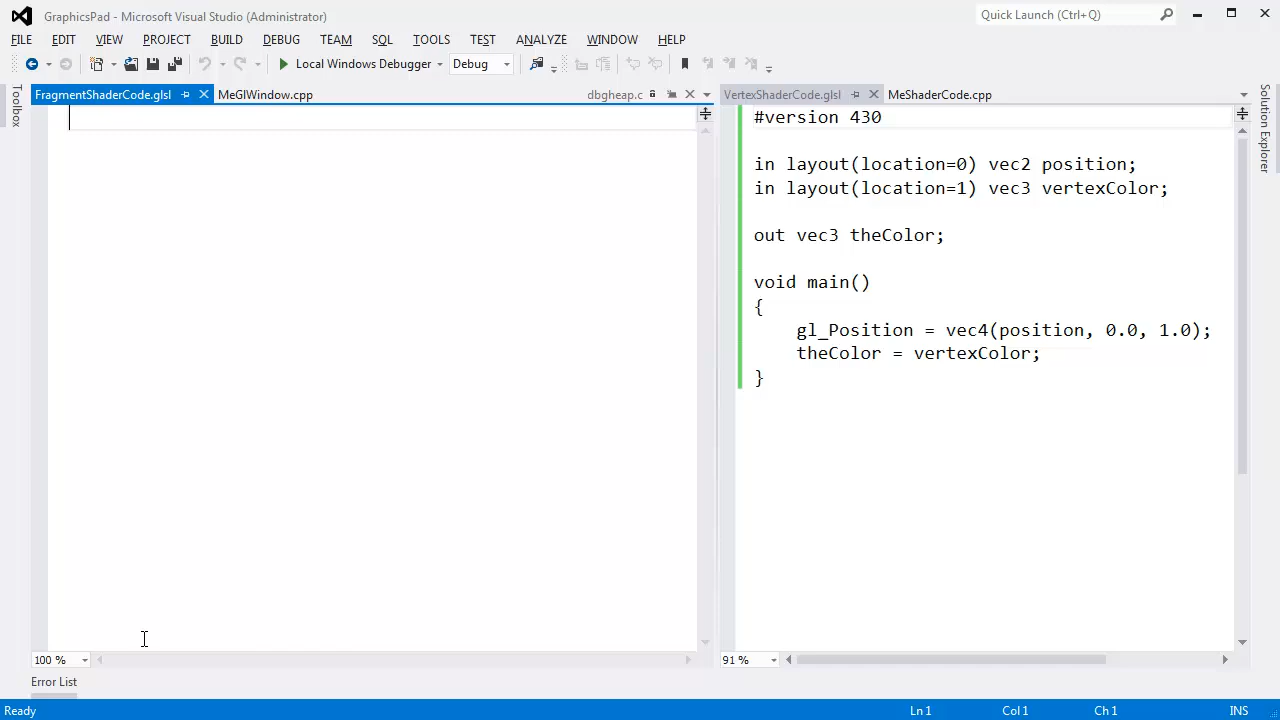 GraphicsPad - Microsoft Visual Studio (Administrator)
Quick Launch (Ctrl+Q)
FILE EDIT VIEW PROJECT BUILD DEBUG TEAM SQL TOOLS TEST ANALYZE WINDOW HELP
Local Windows Debugger
Debug
Toolbox
FragmentShaderCode.glsl
MeGlWindow.cpp
dbgheap.c
VertexShaderCode.glsl
MeShaderCode.cpp
Solution Explorer
#version 430
in layout(location=0) vec2 position;
in layout(location=1) vec3 vertexColor;
out vec3 theColor;
void main()
{
gl_Position = vec4(position, 0.0, 1.0);
theColor = vertexColor;
}
100 %
91 %
Error List
Ready
Ln 1
Col 1
Ch 1
INS